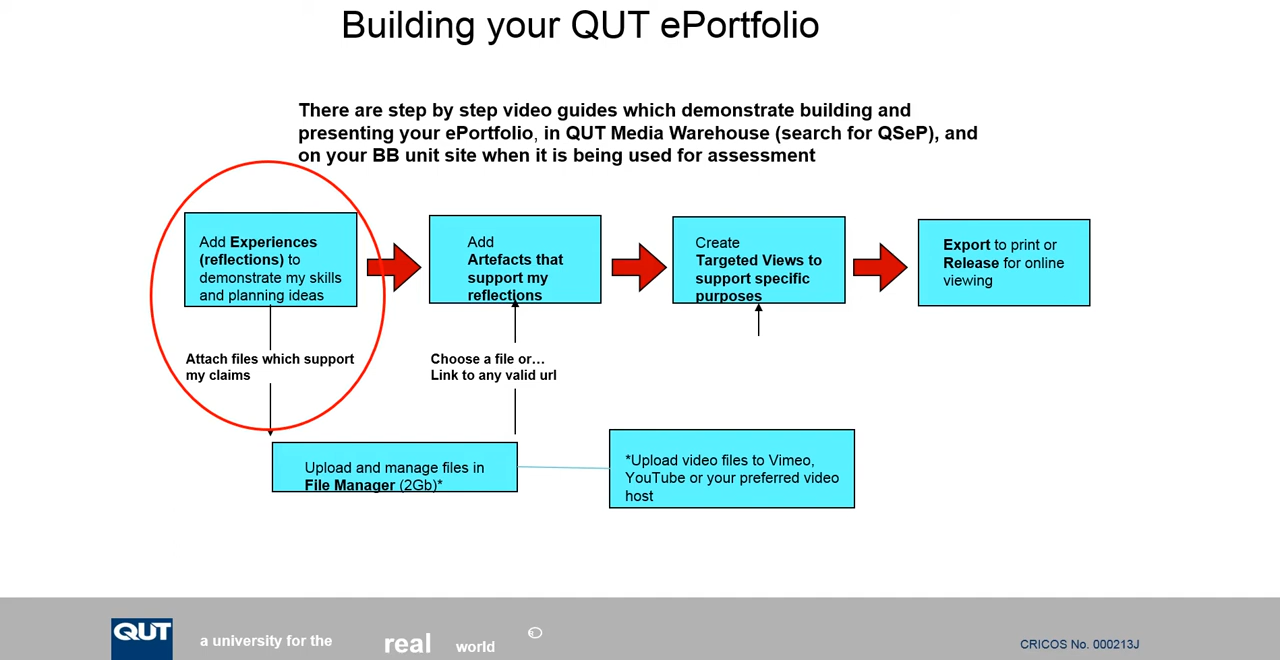 Building your QUT ePortfolio
There are step by step video guides which demonstrate building and
presenting your ePortfolio, in QUT Media Warehouse (search for QSeP), and
on your BB unit site when it is being used for assessment
Add Experiences
(reflections) to
demonstrate my skills
and planning ideas
Add
Artefacts that
support my
reflections
Create
Targeted Views to
support specific
purposes
Export to print or
Release for online
viewing
Attach files which support
my claims
Choose a file or…
Link to any valid url
Upload and manage files in
File Manager (2Gb)*
*Upload video files to Vimeo,
YouTube or your preferred video
host
QUT
a university for the real world
CRICOS No. 000213J